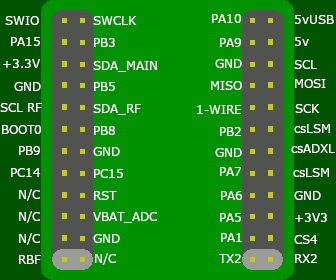 SWIO SWCLK PA10 5vUSB
PA15 PB3 PA9 5v
+3.3V SDA_MAIN GND SCL
GND PB5 MISO MOSI
SCL RF SDA_RF 1-WIRE SCK
BOOT0 PB8 PB2 csLSM
PB9 GND GND csADXL
PC14 PC15 PA7 csLSM
N/C RST PA6 GND
N/C VBAT_ADC PA5 +3V3
N/C GND PA1 CS4
RBF N/C TX2 RX2